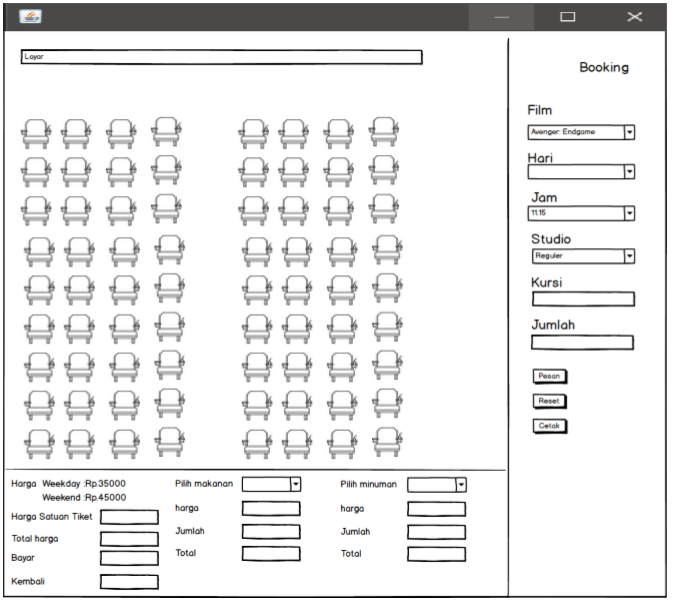 Layar
Booking
Film
Avenger: Endgame
Hari
Jam
11.15
Studio
Reguler
Kursi
Jumlah
Pesan
Reset
Cetak
Harga Weekday :Rp.35000
Weekend :Rp.45000
Harga Satuan Tiket
Total harga
Bayar
Kembali
Pilih makanan
harga
Jumlah
Total
Pilih minuman
harga
Jumlah
Total